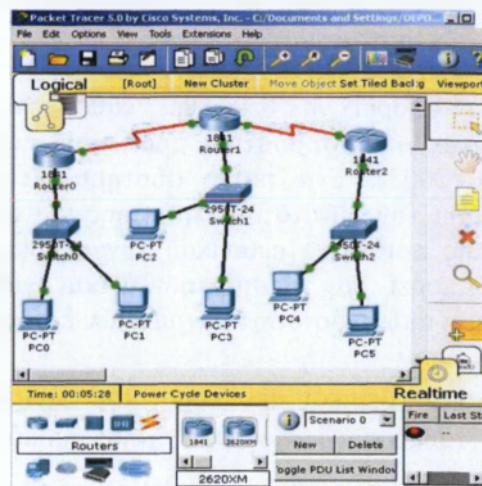 Packet Tracer 5.0 by Cisco Systems, Inc. - C:/Documents and Settings/DEPO...
File Edit Options View Tools Extensions Help
Logical [Root] New Cluster Move Object Set Tiled Backg Viewport
1841
Router0
1841
Router1
1841
Router2
2950T-24
Switch0
2950T-24
Switch1
950T-24
Switch2
PC-PT
PC0
PC-PT
PC1
PC-PT
PC2
PC-PT
PC3
PC-PT
PC4
PC-PT
PC5
Time: 00:05:28 Power Cycle Devices Realtime
Routers
1841 2620XM
2620XM
Scenario 0
New Delete
oggle PDU List Window
Fire Last St
--